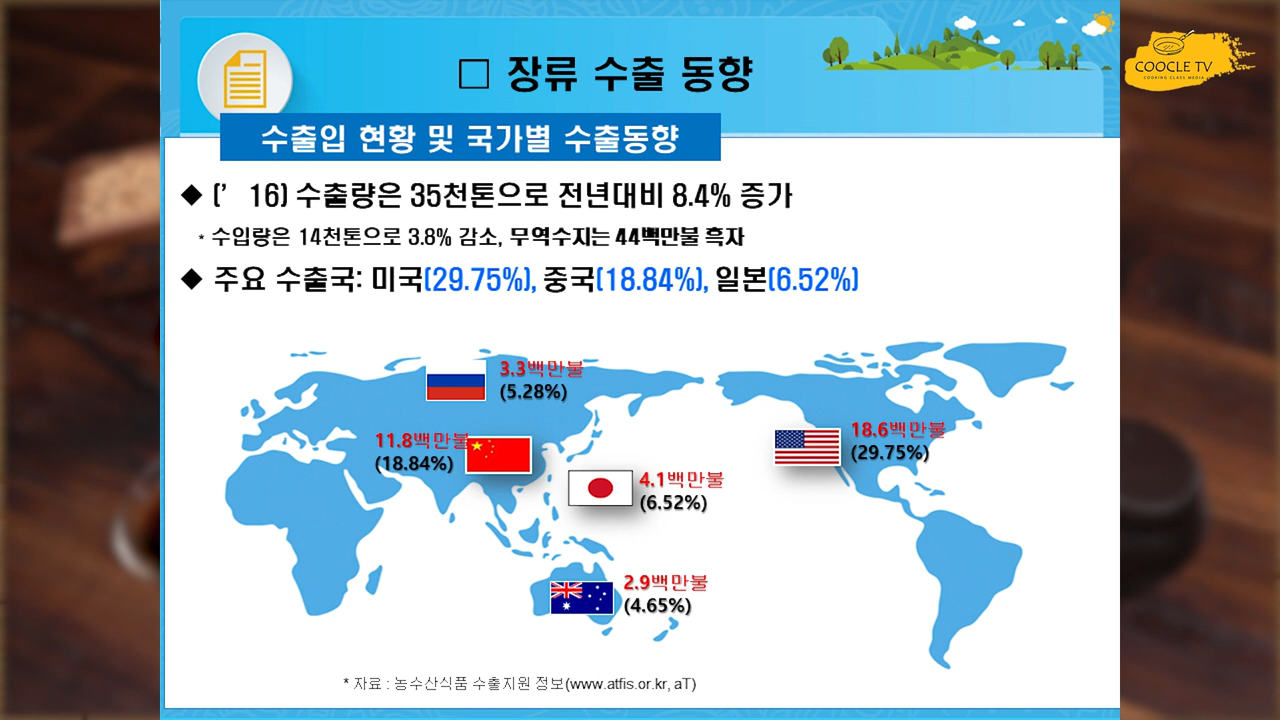 □ 장류 수출 동향
수출입 현황 및 국가별 수출동향
◆ (’ 16) 수출량은 35천톤으로 전년대비 8.4% 증가
* 수입량은 14천톤으로 3.8% 감소, 무역수지는 44백만불 흑자
◆ 주요 수출국: 미국(29.75%), 중국(18.84%), 일본(6.52%)
3.3백만불
(5.28%)
11.8백만불
(18.84%)
18.6백만불
(29.75%)
4.1백만불
(6.52%)
2.9백만불
(4.65%)
* 자료 : 농수산식품 수출지원 정보(www.atfis.or.kr, aT)
COOCLE TV
COOKING CLASS MEDIA